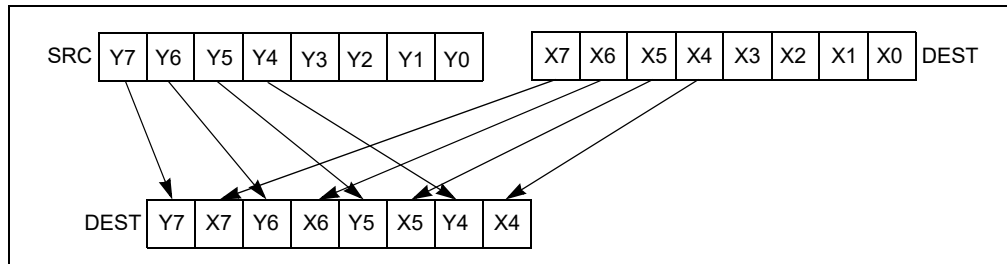 SRC Y7 Y6 Y5 Y4 Y3 Y2 Y1 Y0 X7 X6 X5 X4 X3 X2 X1 X0 DEST
DEST Y7 X7 Y6 X6 Y5 X5 Y4 X4